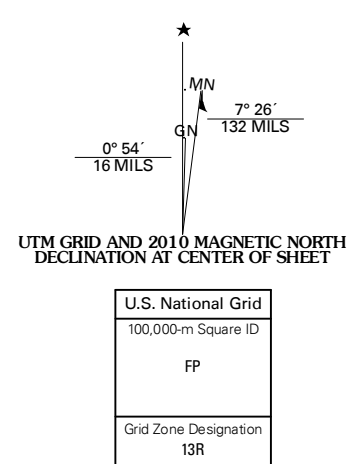 MN
7° 26´
132 MILS
GN
0° 54´
16 MILS
UTM GRID AND 2010 MAGNETIC NORTH
DECLINATION AT CENTER OF SHEET
U.S. National Grid
100,000-m Square ID
FP
Grid Zone Designation
13R